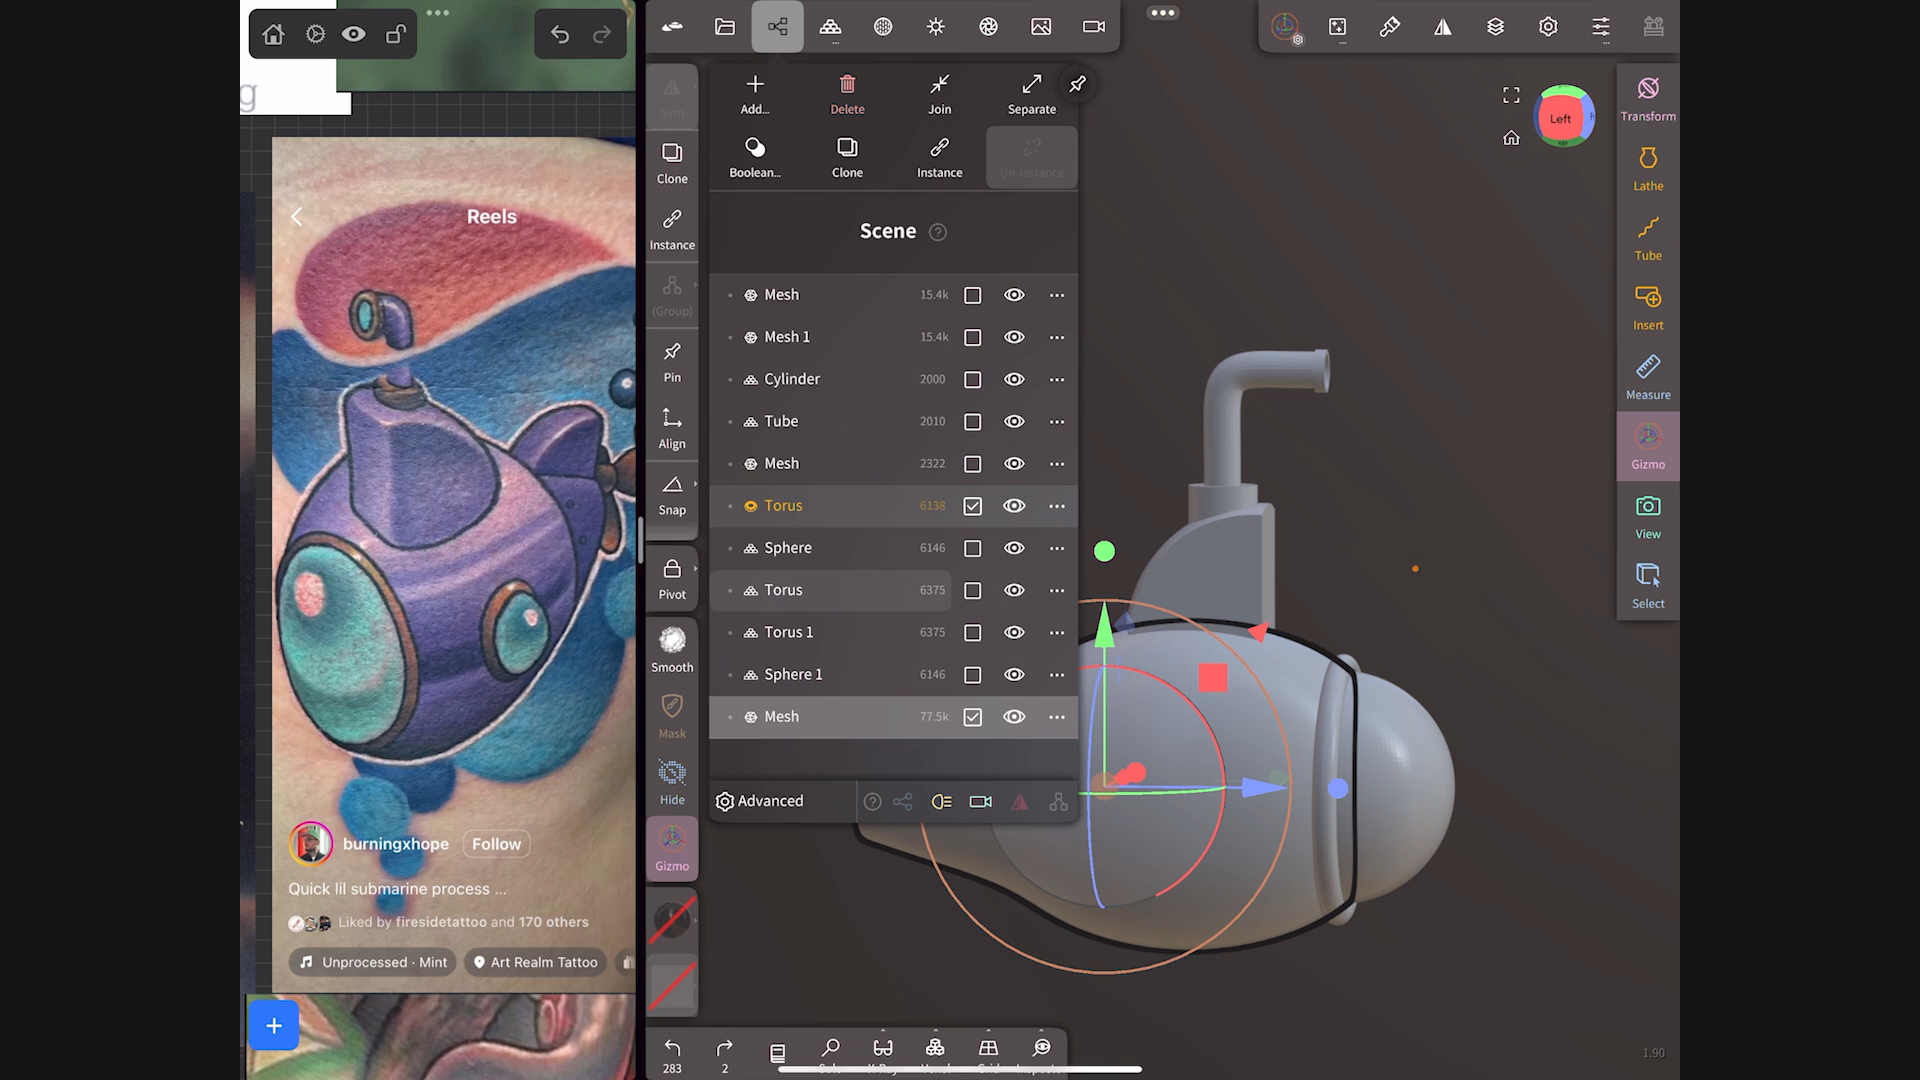 g
Reels
burningxhope
Follow
Quick lil submarine process ...
Liked by firesidetattoo and 170 others
Unprocessed · Mint
Art Realm Tattoo
Sym
Clone
Instance
(Group)
Pin
Align
Snap
Pivot
Smooth
Mask
Hide
Gizmo
Add...
Delete
Join
Separate
Boolean...
Clone
Instance
Un-instance
Scene ?
Mesh 15.4k
Mesh 1 15.4k
Cylinder 2000
Tube 2010
Mesh 2322
Torus 6138
Sphere 6146
Torus 6375
Torus 1 6375
Sphere 1 6146
Mesh 77.5k
Advanced ?
Left
Transform
Lathe
Tube
Insert
Measure
Gizmo
View
Select
283
2
1.90